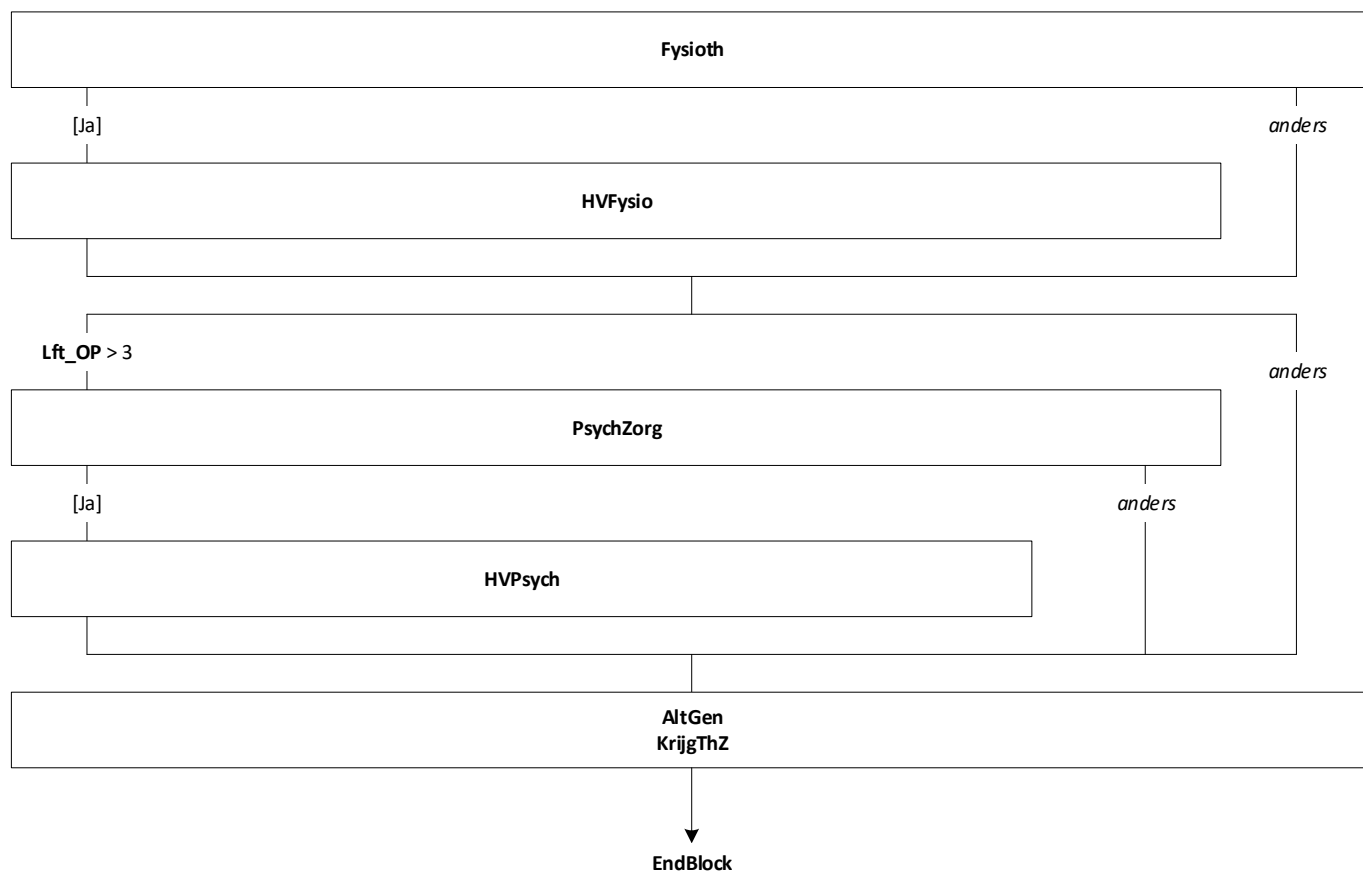 Fysioth
[Ja]
anders
HVFysio
Lft_OP > 3
anders
PsychZorg
[Ja]
anders
HVPsych
AltGen
KrijgThZ
EndBlock